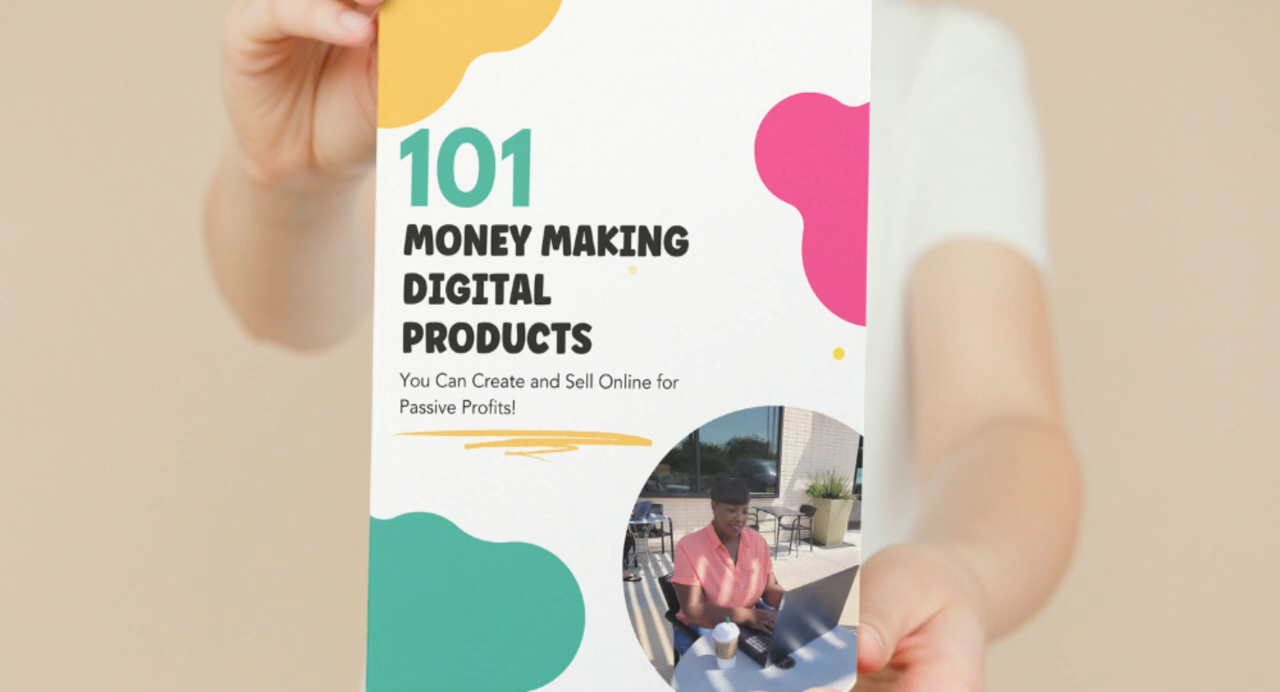 101
MONEY MAKING
DIGITAL
PRODUCTS
You Can Create and Sell Online for
Passive Profits!